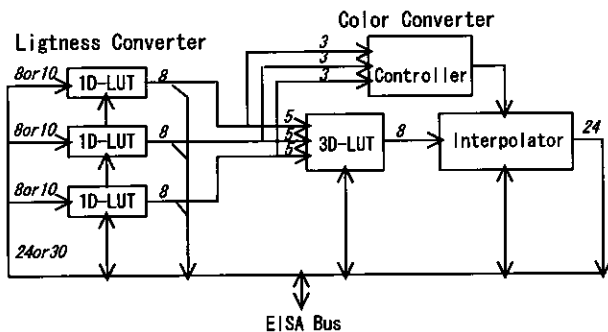 Color Converter
Ligtness Converter
3
3
3
Controller
8or10
1D-LUT
8
8or10
1D-LUT
8
8or10
1D-LUT
8
5
5
5
3D-LUT
8
Interpolator
24
24or30
EISA Bus